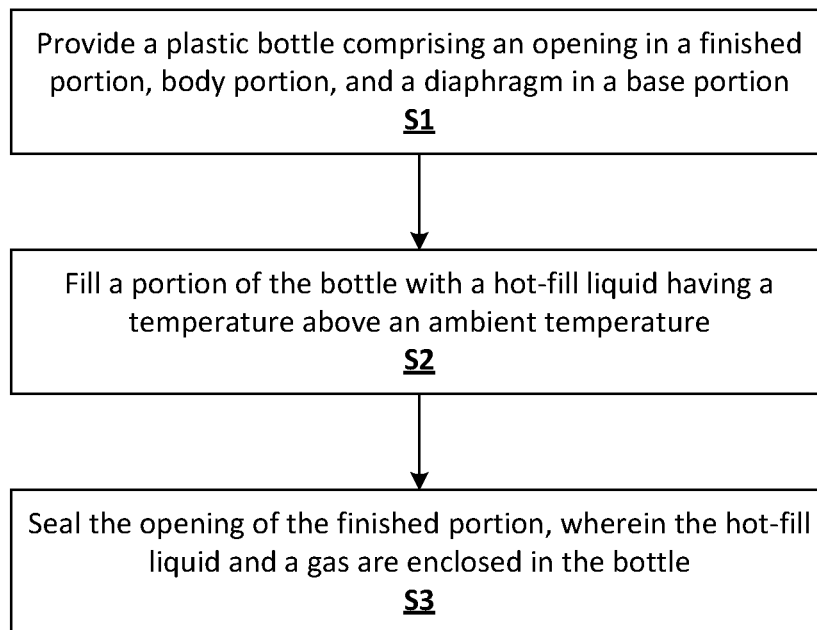 Provide a plastic bottle comprising an opening in a finished
portion, body portion, and a diaphragm in a base portion
S1
Fill a portion of the bottle with a hot-fill liquid having a
temperature above an ambient temperature
S2
Seal the opening of the finished portion, wherein the hot-fill
liquid and a gas are enclosed in the bottle
S3